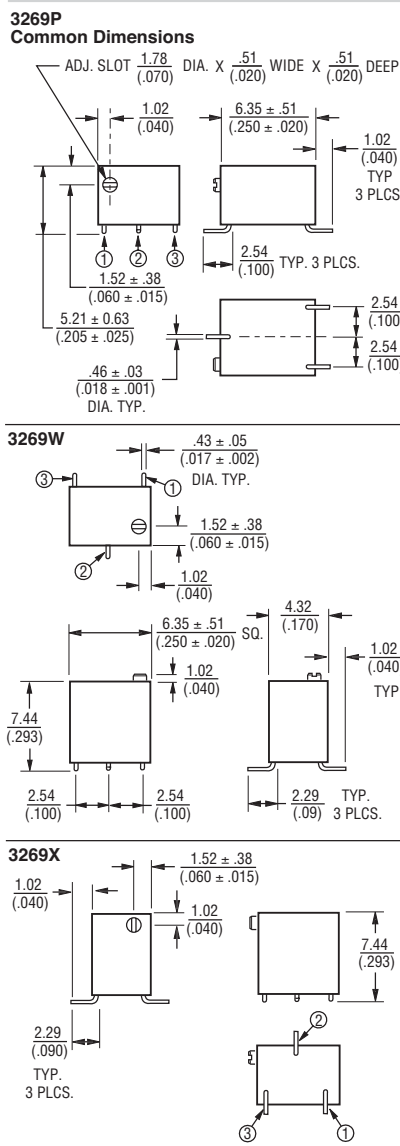 3269P
Common Dimensions
ADJ. SLOT 1.78 (.070) DIA. X .51 (.020) WIDE X .51 (.020) DEEP
1.02
(.040)
6.35 ± .51
(.250 ± .020)
1.02
(.040)
TYP
3 PLCS
① ② ③
2.54
(.100) TYP. 3 PLCS.
1.52 ± .38
(.060 ± .015)
5.21 ± 0.63
(.205 ± .025)
2.54
(.100
2.54
(.100
.46 ± .03
(.018 ± .001)
DIA. TYP.
3269W
.43 ± .05
(.017 ± .002)
DIA. TYP.
③ ①
1.52 ± .38
(.060 ± .015)
②
1.02
(.040)
6.35 ± .51
(.250 ± .020) SQ.
4.32
(.170)
1.02
(.040)
1.02
(.040
TYP
7.44
(.293)
2.54
(.100)
2.54
(.100)
2.29
(.09)
TYP.
3 PLCS.
3269X
1.52 ± .38
(.060 ± .015)
1.02
(.040)
1.02
(.040)
7.44
(.293)
2.29
(.090)
TYP.
3 PLCS.
②
③ ①